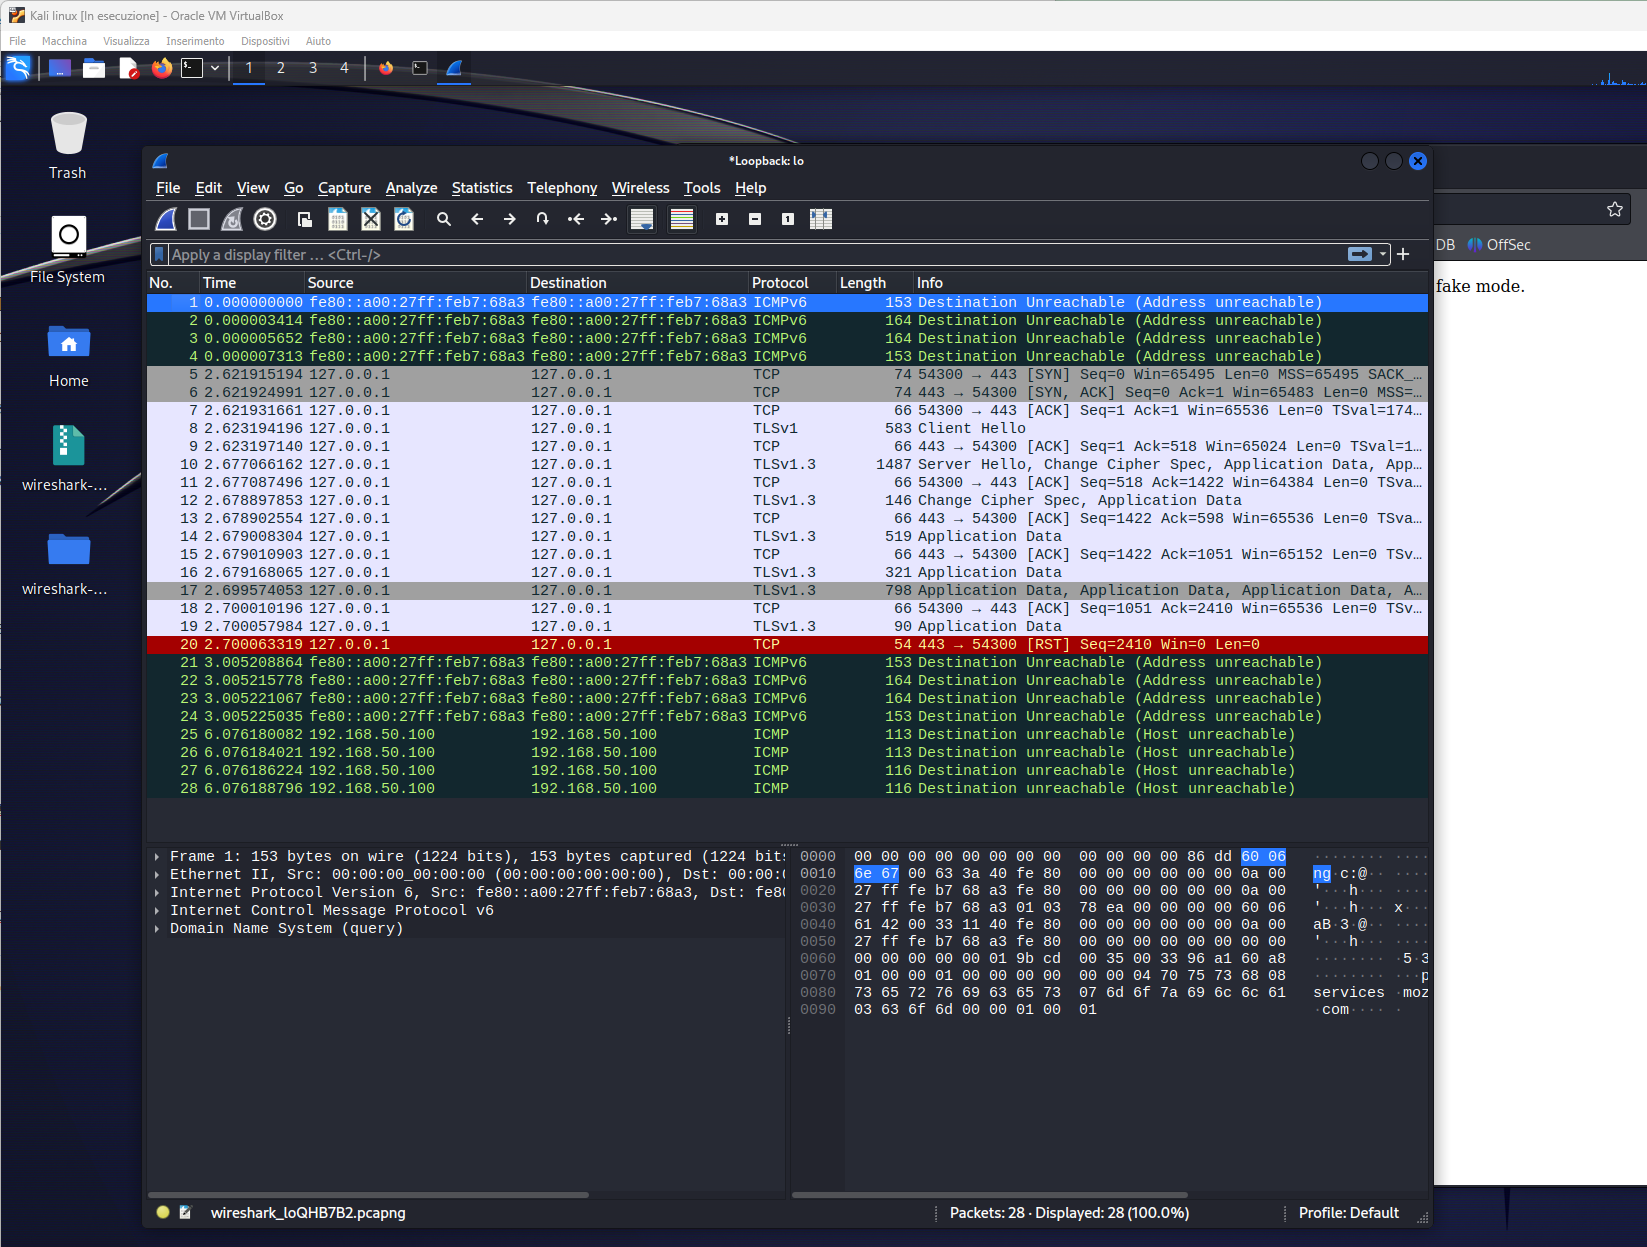 Kali linux [In esecuzione] - Oracle VM VirtualBox
File Macchina Visualizza Inserimento Dispositivi Aiuto
1 2 3 4
Trash
File System
Home
wireshark-...
wireshark-...
*Loopback: lo
File Edit View Go Capture Analyze Statistics Telephony Wireless Tools Help
Apply a display filter ... <Ctrl-/>
DB OffSec
fake mode.
No. Time Source Destination Protocol Length Info
1 0.000000000 fe80::a00:27ff:feb7:68a3 fe80::a00:27ff:feb7:68a3 ICMPv6 153 Destination Unreachable (Address unreachable)
2 0.000003414 fe80::a00:27ff:feb7:68a3 fe80::a00:27ff:feb7:68a3 ICMPv6 164 Destination Unreachable (Address unreachable)
3 0.000005652 fe80::a00:27ff:feb7:68a3 fe80::a00:27ff:feb7:68a3 ICMPv6 164 Destination Unreachable (Address unreachable)
4 0.000007313 fe80::a00:27ff:feb7:68a3 fe80::a00:27ff:feb7:68a3 ICMPv6 153 Destination Unreachable (Address unreachable)
5 2.621915194 127.0.0.1 127.0.0.1 TCP 74 54300 → 443 [SYN] Seq=0 Win=65495 Len=0 MSS=65495 SACK_...
6 2.621924991 127.0.0.1 127.0.0.1 TCP 74 443 → 54300 [SYN, ACK] Seq=0 Ack=1 Win=65483 Len=0 MSS=...
7 2.621931661 127.0.0.1 127.0.0.1 TCP 66 54300 → 443 [ACK] Seq=1 Ack=1 Win=65536 Len=0 TSval=174...
8 2.623194196 127.0.0.1 127.0.0.1 TLSv1 583 Client Hello
9 2.623197140 127.0.0.1 127.0.0.1 TCP 66 443 → 54300 [ACK] Seq=1 Ack=518 Win=65024 Len=0 TSval=1...
10 2.677066162 127.0.0.1 127.0.0.1 TLSv1.3 1487 Server Hello, Change Cipher Spec, Application Data, App...
11 2.677087496 127.0.0.1 127.0.0.1 TCP 66 54300 → 443 [ACK] Seq=518 Ack=1422 Win=64384 Len=0 TSva...
12 2.678897853 127.0.0.1 127.0.0.1 TLSv1.3 146 Change Cipher Spec, Application Data
13 2.678902554 127.0.0.1 127.0.0.1 TCP 66 443 → 54300 [ACK] Seq=1422 Ack=598 Win=65536 Len=0 TSva...
14 2.679008304 127.0.0.1 127.0.0.1 TLSv1.3 519 Application Data
15 2.679010903 127.0.0.1 127.0.0.1 TCP 66 443 → 54300 [ACK] Seq=1422 Ack=1051 Win=65152 Len=0 TSv...
16 2.679168065 127.0.0.1 127.0.0.1 TLSv1.3 321 Application Data
17 2.699574053 127.0.0.1 127.0.0.1 TLSv1.3 798 Application Data, Application Data, Application Data, A...
18 2.700010196 127.0.0.1 127.0.0.1 TCP 66 54300 → 443 [ACK] Seq=1051 Ack=2410 Win=65536 Len=0 TSv...
19 2.700057984 127.0.0.1 127.0.0.1 TLSv1.3 90 Application Data
20 2.700063319 127.0.0.1 127.0.0.1 TCP 54 443 → 54300 [RST] Seq=2410 Win=0 Len=0
21 3.005208864 fe80::a00:27ff:feb7:68a3 fe80::a00:27ff:feb7:68a3 ICMPv6 153 Destination Unreachable (Address unreachable)
22 3.005215778 fe80::a00:27ff:feb7:68a3 fe80::a00:27ff:feb7:68a3 ICMPv6 164 Destination Unreachable (Address unreachable)
23 3.005221067 fe80::a00:27ff:feb7:68a3 fe80::a00:27ff:feb7:68a3 ICMPv6 164 Destination Unreachable (Address unreachable)
24 3.005225035 fe80::a00:27ff:feb7:68a3 fe80::a00:27ff:feb7:68a3 ICMPv6 153 Destination Unreachable (Address unreachable)
25 6.076180082 192.168.50.100 192.168.50.100 ICMP 113 Destination unreachable (Host unreachable)
26 6.076184021 192.168.50.100 192.168.50.100 ICMP 113 Destination unreachable (Host unreachable)
27 6.076186224 192.168.50.100 192.168.50.100 ICMP 116 Destination unreachable (Host unreachable)
28 6.076188796 192.168.50.100 192.168.50.100 ICMP 116 Destination unreachable (Host unreachable)
Frame 1: 153 bytes on wire (1224 bits), 153 bytes captured (1224 bit:
Ethernet II, Src: 00:00:00_00:00:00 (00:00:00:00:00:00), Dst: 00:00:(
Internet Protocol Version 6, Src: fe80::a00:27ff:feb7:68a3, Dst: fe8(
Internet Control Message Protocol v6
Domain Name System (query)
0000 00 00 00 00 00 00 00 00 00 00 00 00 86 dd 60 06 ········ ····
0010 6e 67 00 63 3a 40 fe 80 00 00 00 00 00 00 0a 00 ng·c:@·· ····
0020 27 ff fe b7 68 a3 fe 80 00 00 00 00 00 00 0a 00 '···h··· ····
0030 27 ff fe b7 68 a3 01 03 78 ea 00 00 00 00 60 06 '···h··· x···
0040 61 42 00 33 11 40 fe 80 00 00 00 00 00 00 0a 00 aB·3·@·· ····
0050 27 ff fe b7 68 a3 fe 80 00 00 00 00 00 00 00 00 '···h··· ····
0060 00 00 00 00 00 01 9b cd 00 35 00 33 96 a1 60 a8 ········ ·5·3
0070 01 00 00 01 00 00 00 00 00 00 04 70 75 73 68 08 ········ ···p
0080 73 65 72 76 69 63 65 73 07 6d 6f 7a 69 6c 6c 61 services ·moz
0090 03 63 6f 6d 00 00 01 00 01 ·com···· ·
wireshark_loQHB7B2.pcapng Packets: 28 · Displayed: 28 (100.0%) Profile: Default